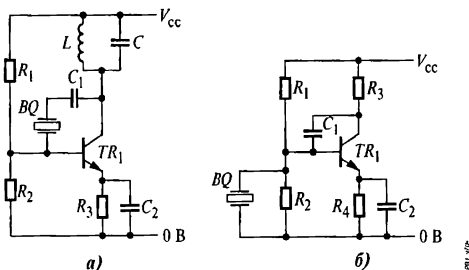 V_CC
L
C
R_1
C_1
BQ
TR_1
R_2
R_3
C_2
0 В
а)
V_CC
R_1
R_3
C_1
TR_1
BQ
R_2
R_4
C_2
0 В
б)